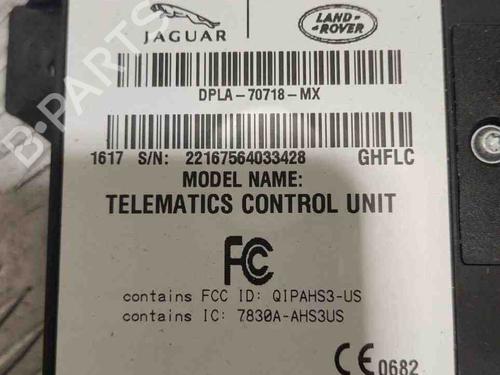 JAGUAR
LAND-
ROVER
DPLA-70718-MX
1617 S/N: 22167564033428 GHFLC
MODEL NAME:
TELEMATICS CONTROL UNIT
FC
contains FCC ID: QIPAHS3-US
contains IC: 7830A-AHS3US
CE 0682
B-PARTS